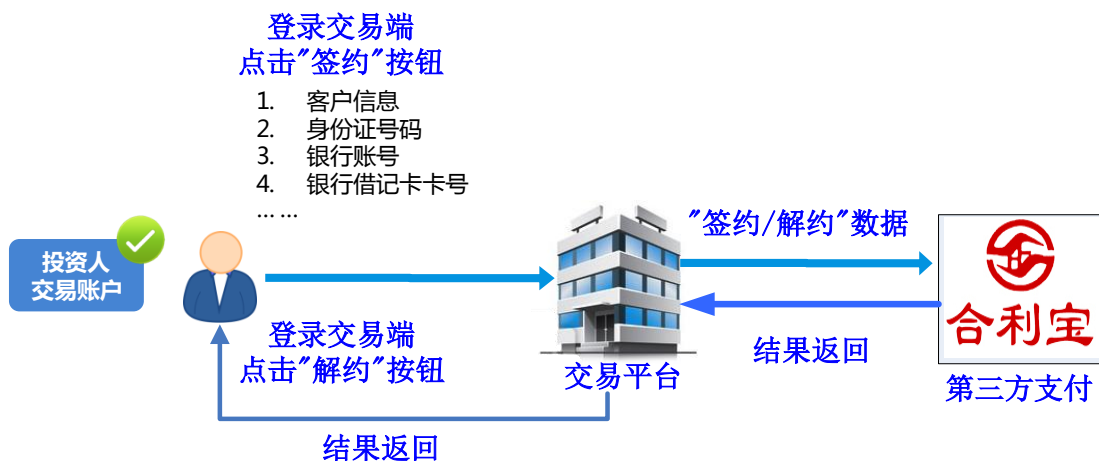 登录交易端
点击"签约"按钮
1. 客户信息
2. 身份证号码
3. 银行账号
4. 银行借记卡卡号
... ...
投资人
交易账户
"签约/解约"数据
合利宝
登录交易端
点击"解约"按钮
交易平台
结果返回
第三方支付
结果返回